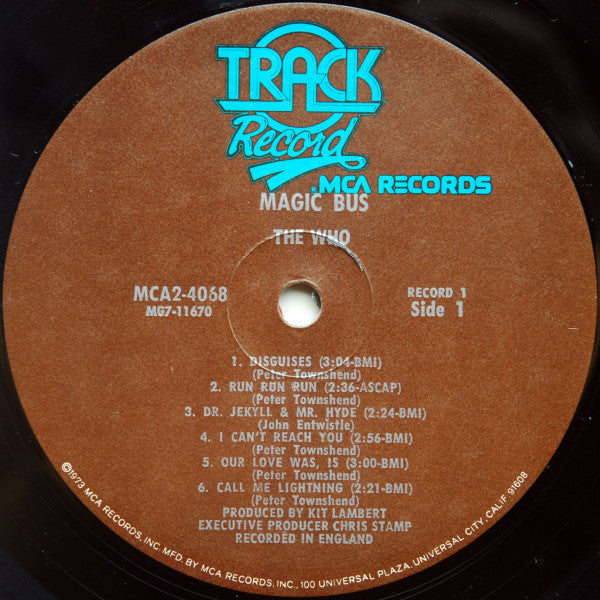 TRACK
Record
MCA RECORDS
MAGIC BUS
THE WHO
MCA2-4068
MG7-11670
RECORD 1
Side 1
1. DISGUISES (3:04-BMI)
(Peter Townshend)
2. RUN RUN RUN (2:36-ASCAP)
(Peter Townshend)
3. DR. JEKYLL & MR. HYDE (2:24-BMI)
(John Entwistle)
4. I CAN'T REACH YOU (2:56-BMI)
(Peter Townshend)
5. OUR LOVE WAS, IS (3:00-BMI)
(Peter Townshend)
6. CALL ME LIGHTNING (2:21-BMI)
(Peter Townshend)
PRODUCED BY KIT LAMBERT
EXECUTIVE PRODUCER CHRIS STAMP
RECORDED IN ENGLAND
©1973 MCA RECORDS, INC. MFD. BY MCA RECORDS, INC., 100 UNIVERSAL PLAZA, UNIVERSAL CITY, CALIF. 91608